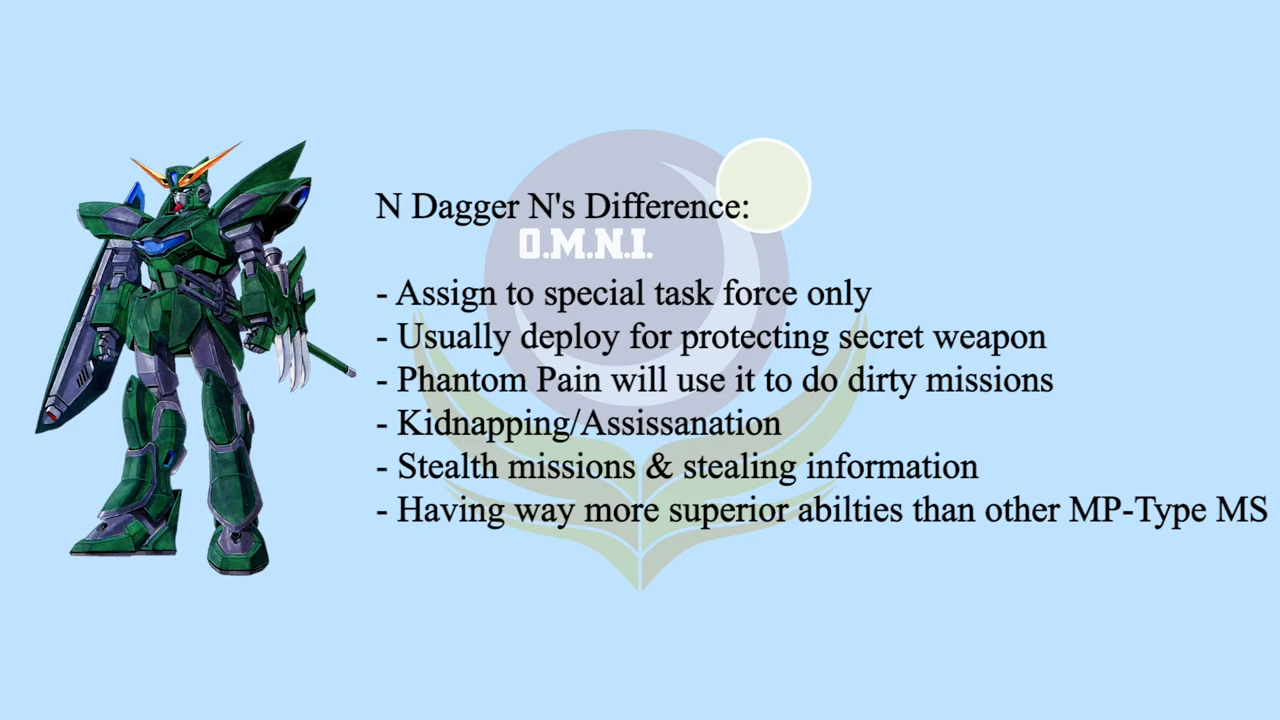 N Dagger N's Difference:
O.M.N.I.
- Assign to special task force only
- Usually deploy for protecting secret weapon
- Phantom Pain will use it to do dirty missions
- Kidnapping/Assissanation
- Stealth missions & stealing information
- Having way more superior abilties than other MP-Type MS